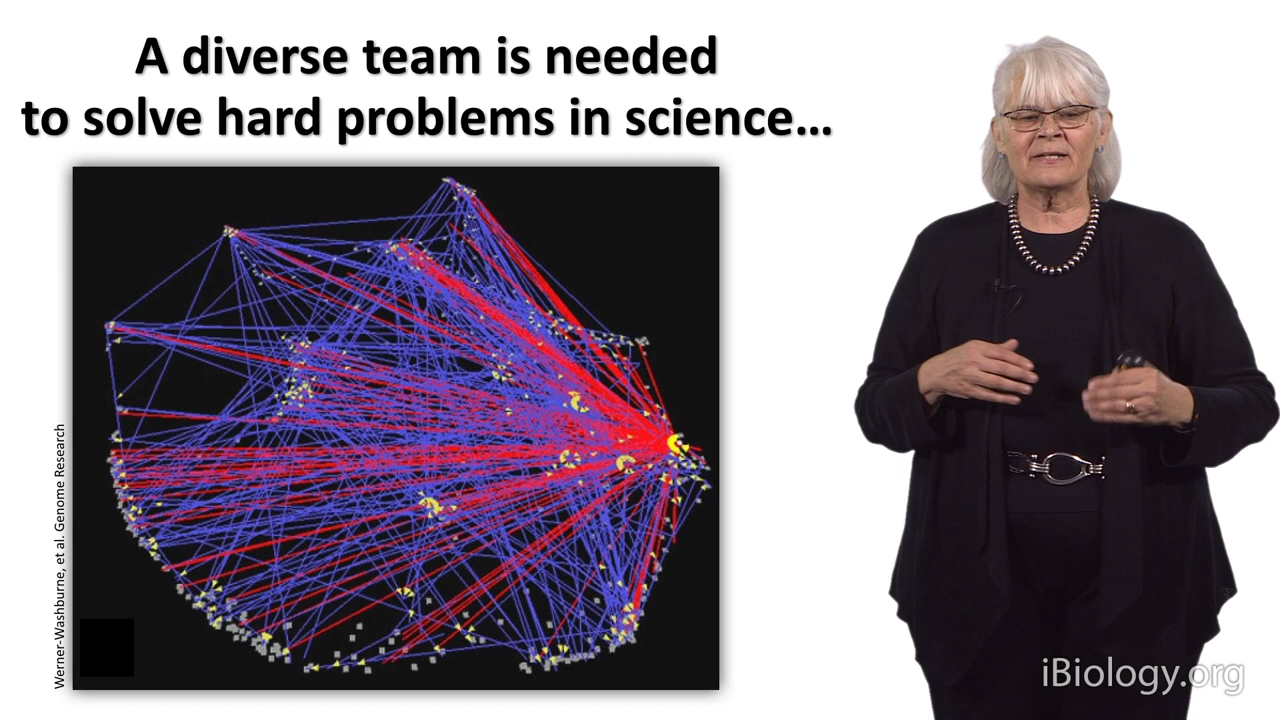 A diverse team is needed
to solve hard problems in science...
Werner-Washburne, et al. Genome Research
iBiology.org